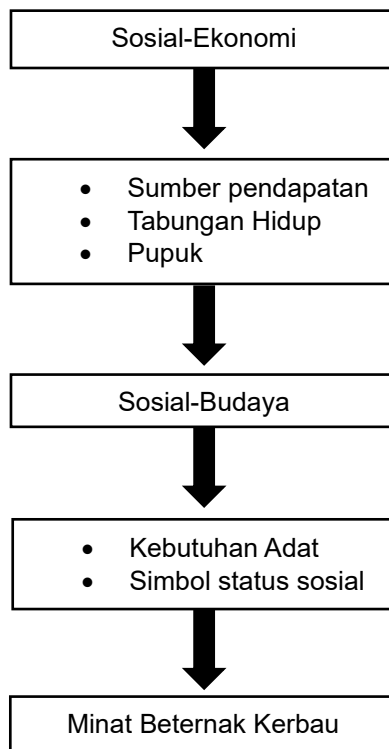 Sosial-Ekonomi
• Sumber pendapatan
• Tabungan Hidup
• Pupuk
Sosial-Budaya
• Kebutuhan Adat
• Simbol status sosial
Minat Beternak Kerbau